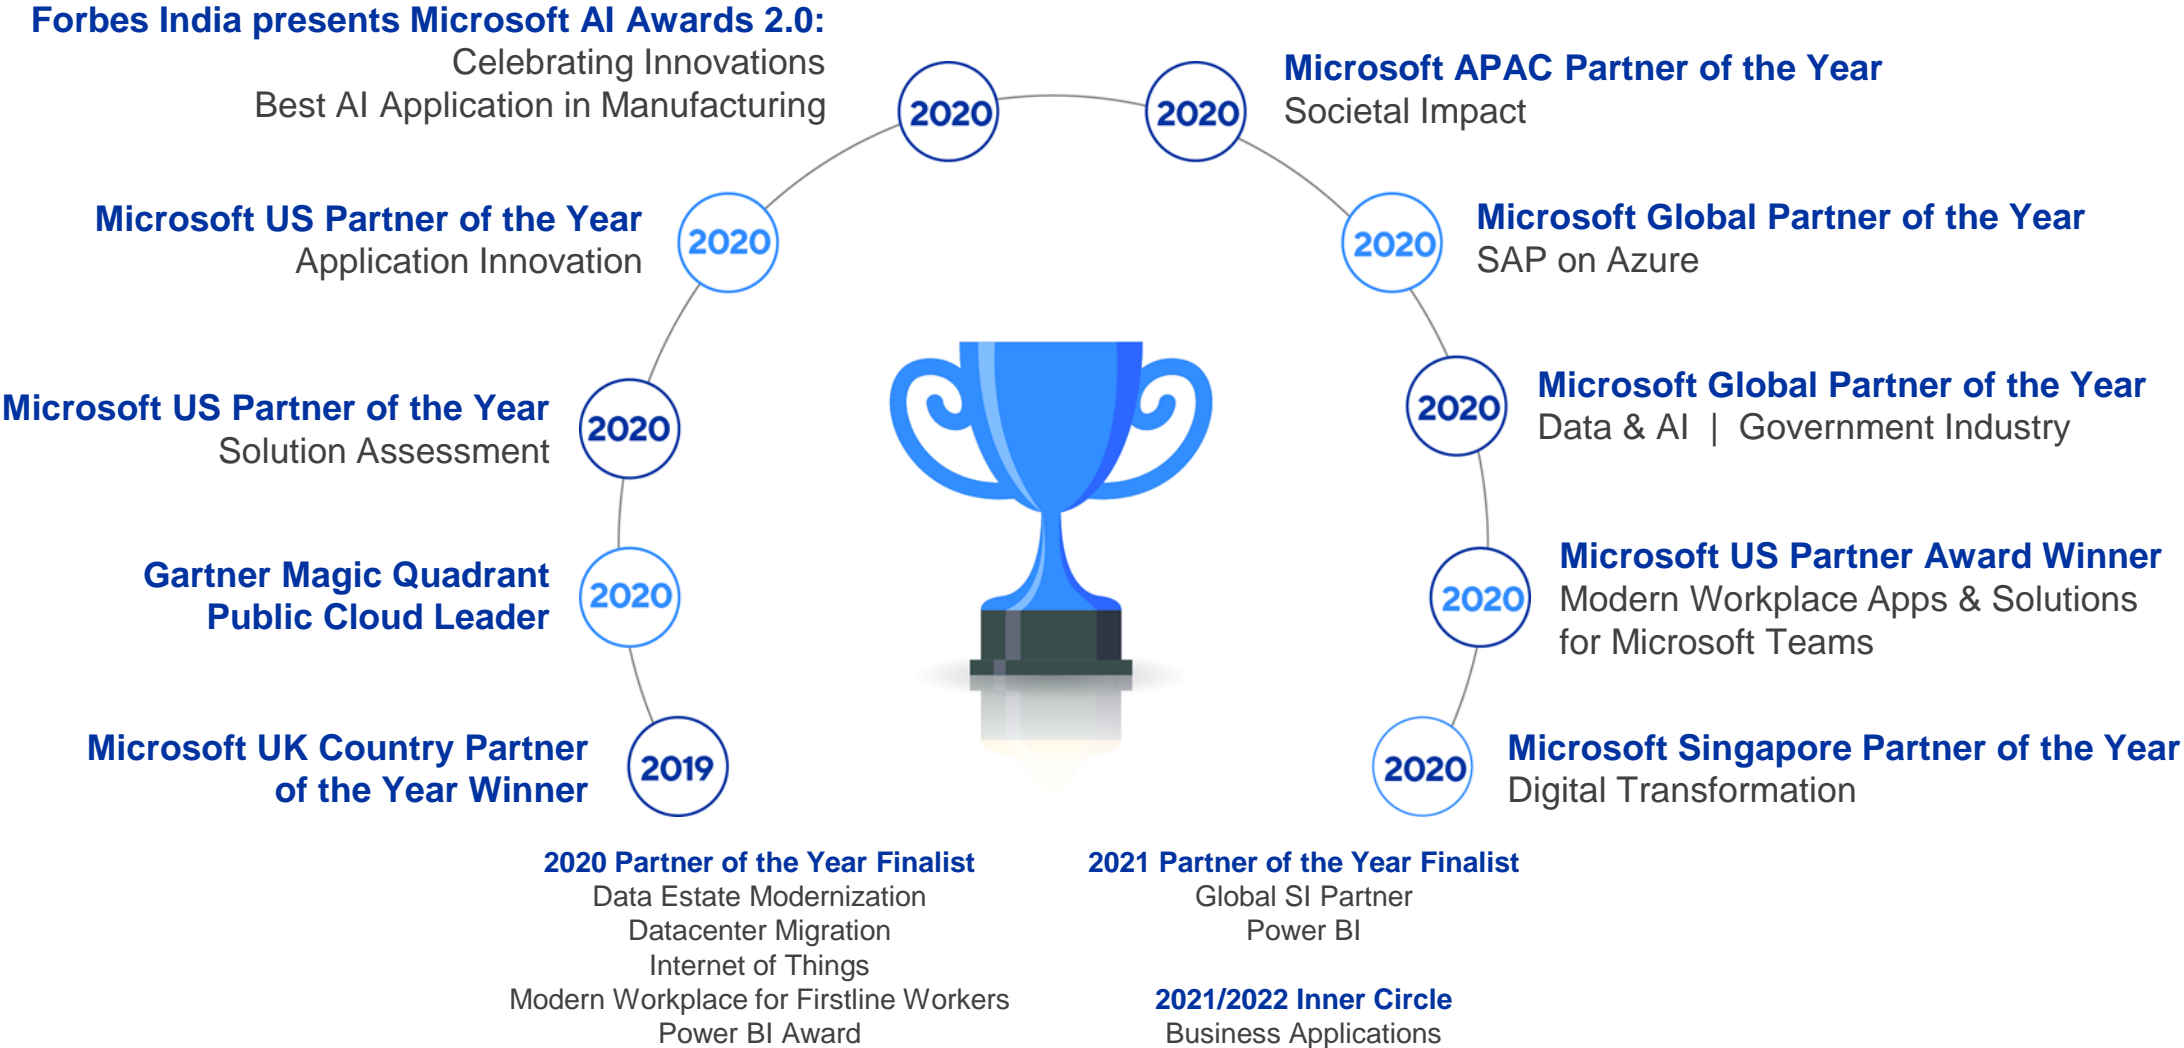 Forbes India presents Microsoft AI Awards 2.0:
Celebrating Innovations
Best AI Application in Manufacturing
2020
Microsoft US Partner of the Year
Application Innovation
2020
Microsoft US Partner of the Year
Solution Assessment
2020
Gartner Magic Quadrant
Public Cloud Leader
2020
Microsoft UK Country Partner
of the Year Winner
2019
2020
Microsoft APAC Partner of the Year
Societal Impact
2020
Microsoft Global Partner of the Year
SAP on Azure
2020
Microsoft Global Partner of the Year
Data & AI | Government Industry
2020
Microsoft US Partner Award Winner
Modern Workplace Apps & Solutions
for Microsoft Teams
2020
Microsoft Singapore Partner of the Year
Digital Transformation
2020 Partner of the Year Finalist
Data Estate Modernization
Datacenter Migration
Internet of Things
Modern Workplace for Firstline Workers
Power BI Award
2021 Partner of the Year Finalist
Global SI Partner
Power BI
2021/2022 Inner Circle
Business Applications